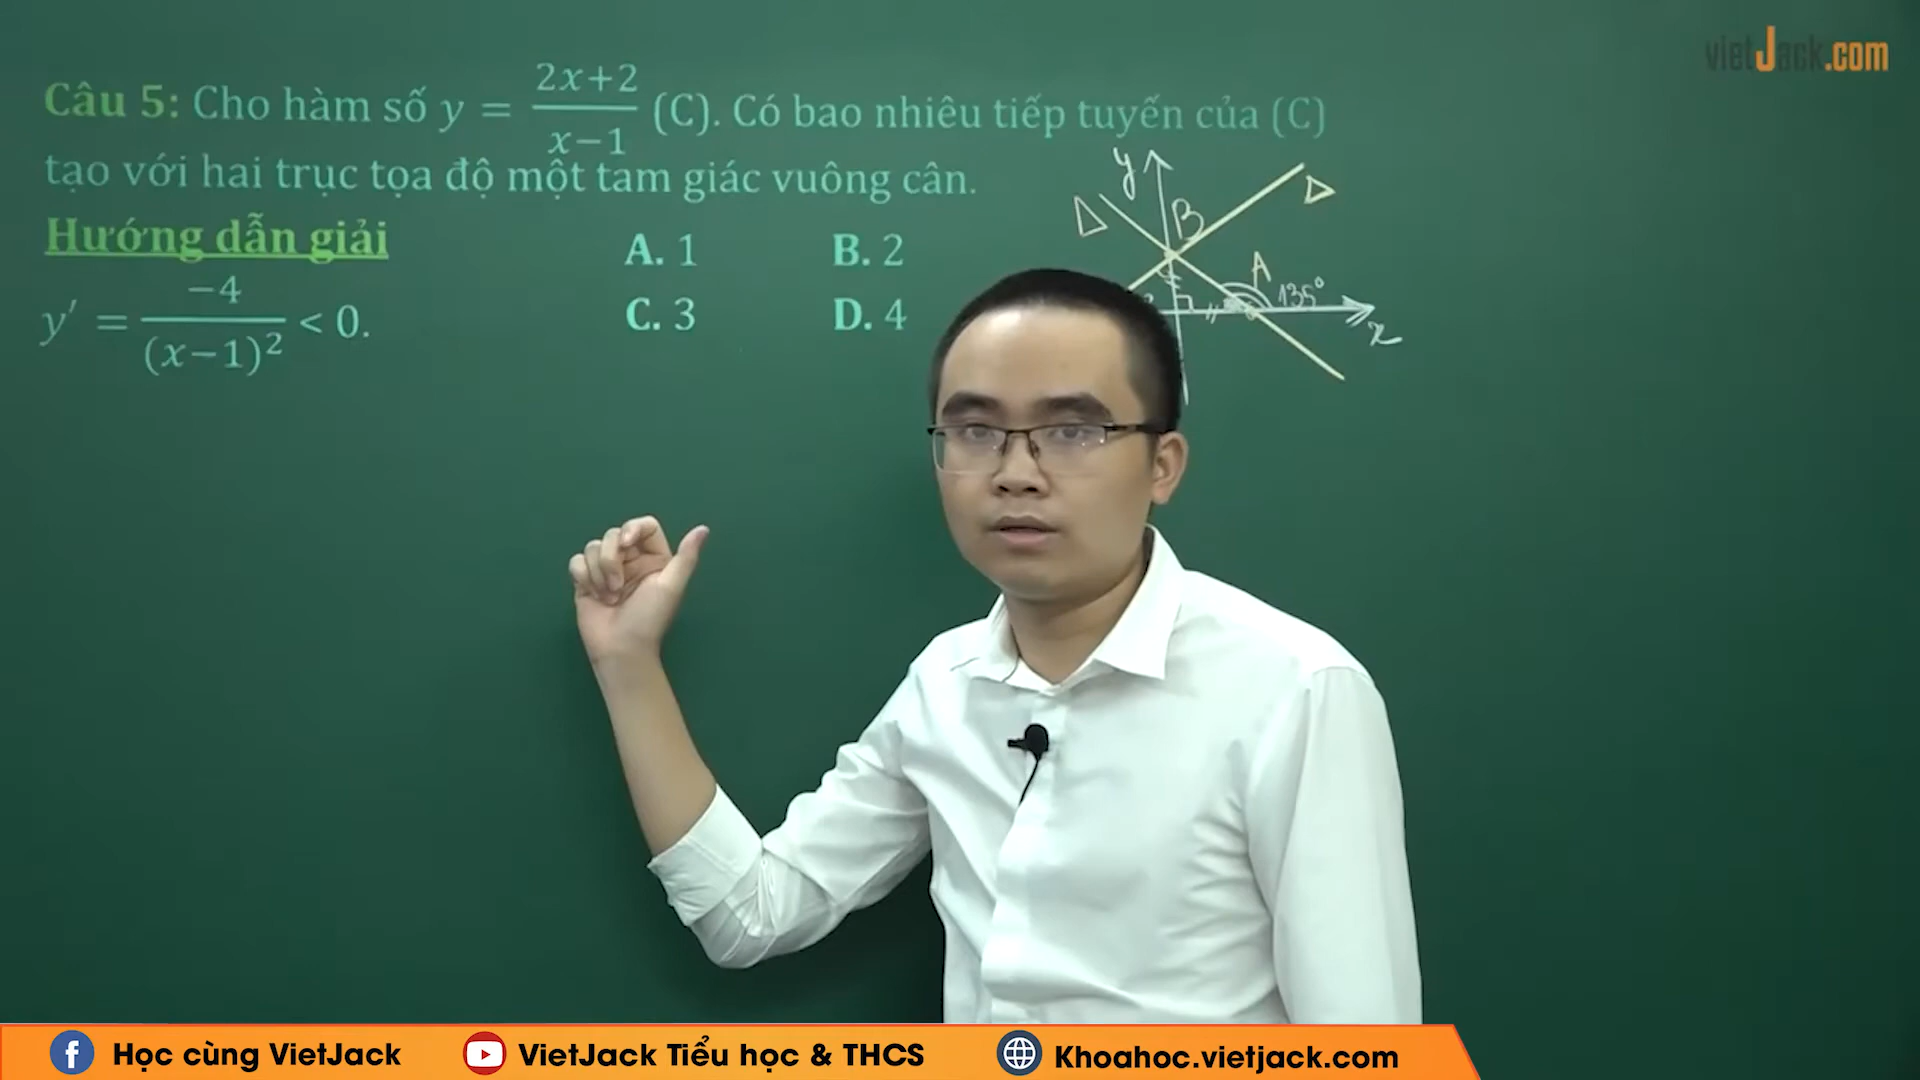 vietJack.com
Câu 5: Cho hàm số y = \frac{2x+2}{x−1} (C). Có bao nhiêu tiếp tuyến của (C)
tạo với hai trục tọa độ một tam giác vuông cân.
Hướng dẫn giải
A. 1 B. 2
y′ = \frac{−4}{(x−1)²} < 0.
C. 3 D. 4
y
Δ
B
Δ
A
135°
x
Học cùng VietJack
VietJack Tiểu học & THCS
Khoahoc.vietjack.com